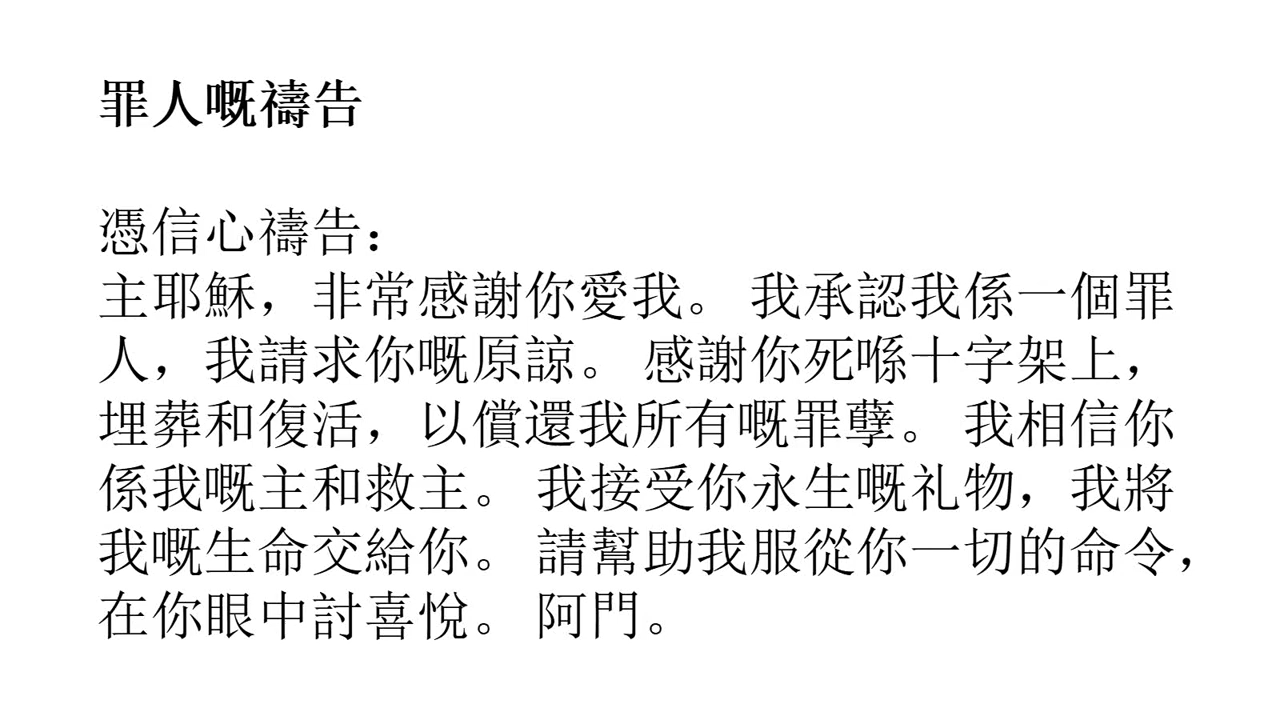 罪人嘅禱告
憑信心禱告：
主耶穌，非常感謝你愛我。 我承認我係一個罪
人，我請求你嘅原諒。 感謝你死喺十字架上，
埋葬和復活，以償還我所有嘅罪孽。 我相信你
係我嘅主和救主。 我接受你永生嘅礼物，我將
我嘅生命交給你。 請幫助我服從你一切的命令，
在你眼中討喜悅。 阿門。